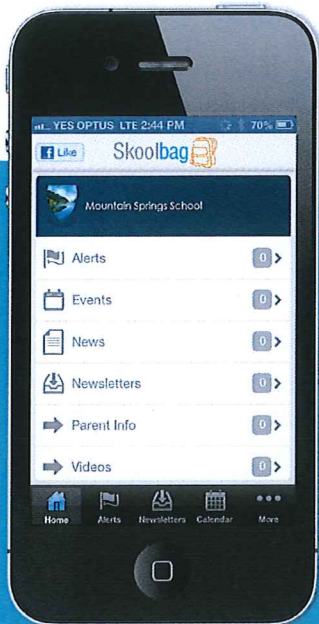 YES OPTUS LTE 2:44 PM 70%
f Like Skoolbag
Mountain Springs School
Alerts 0
Events 0
News 0
Newsletters 0
Parent Info 0
Videos 0
Home Alerts Newsletters Calendar More